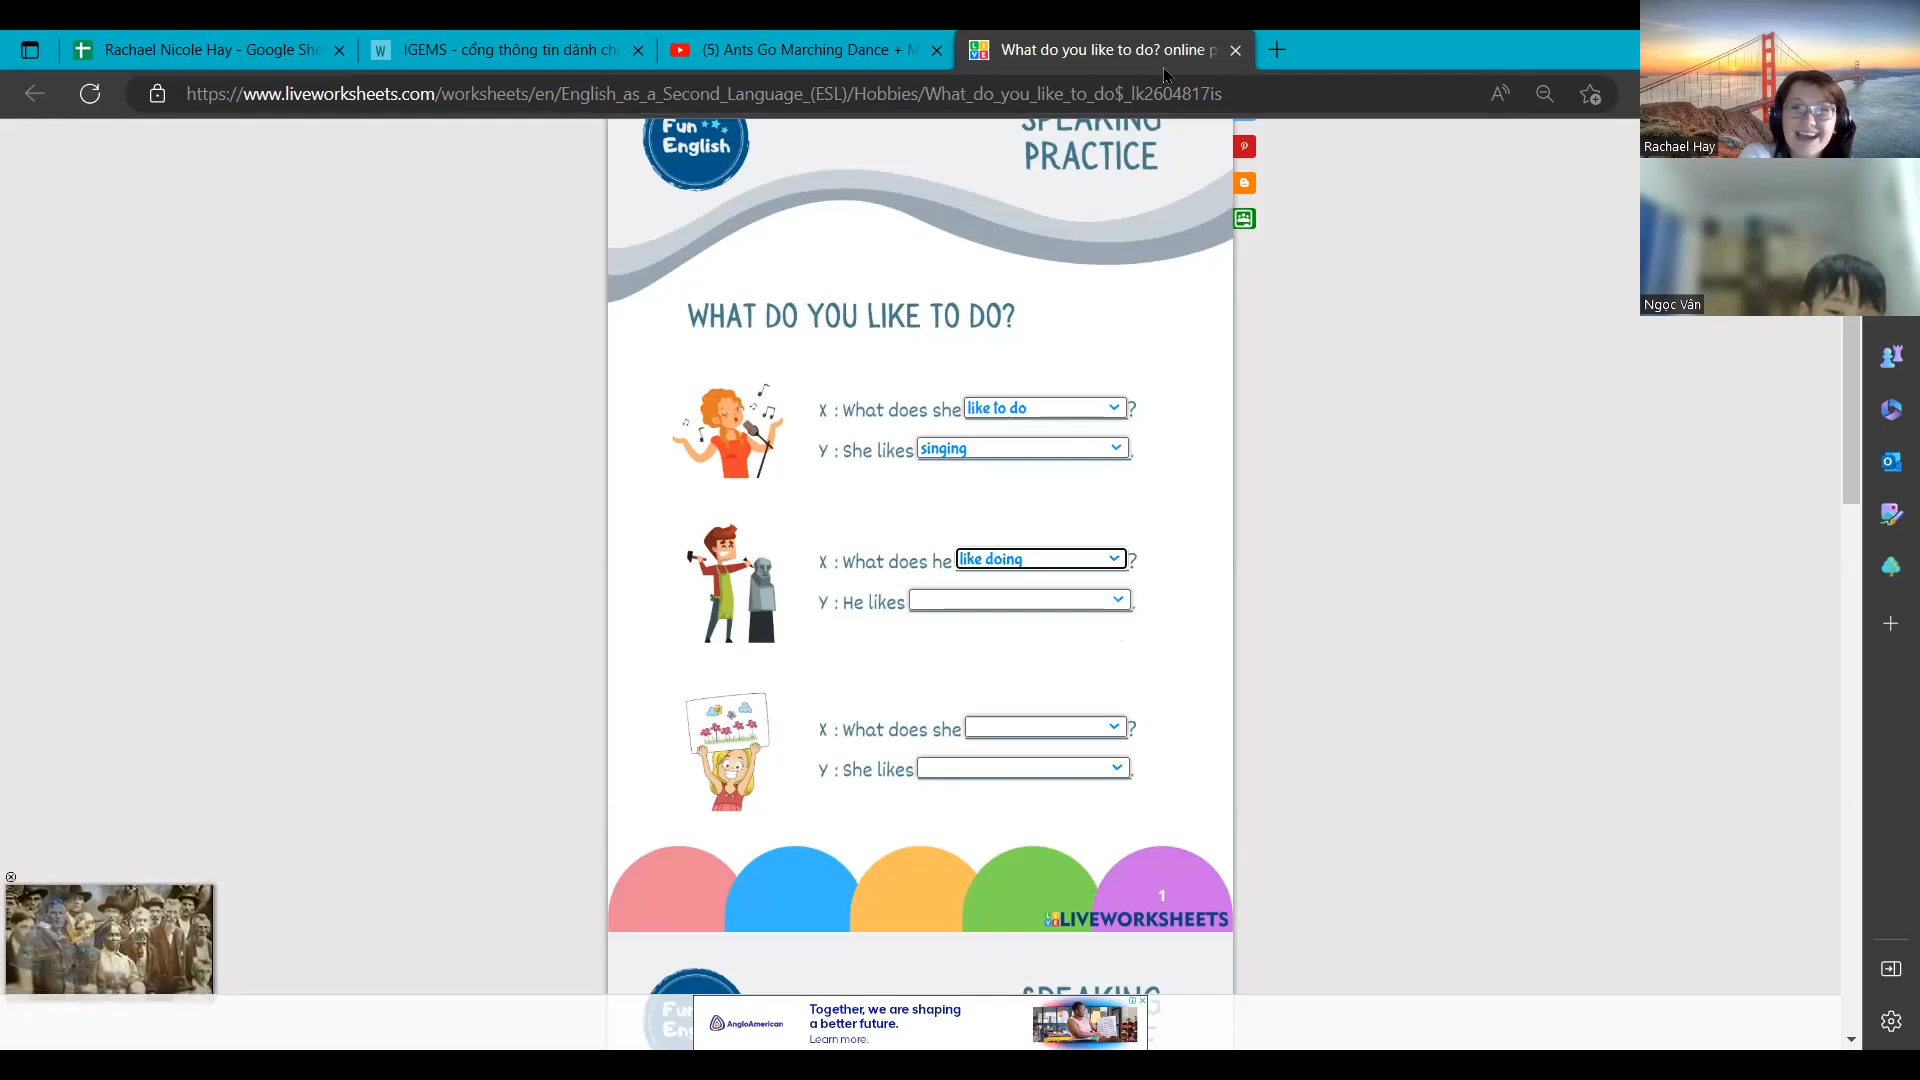 Rachael Nicole Hay - Google She
IGEMS - cổng thông tin dành ch
(5) Ants Go Marching Dance + M
What do you like to do? online p
https://www.liveworksheets.com/worksheets/en/English_as_a_Second_Language_(ESL)/Hobbies/What_do_you_like_to_do$_lk2604817is
Rachael Hay
Ngọc Vân
Fun
English
SPEAKING
PRACTICE
WHAT DO YOU LIKE TO DO?
X : What does she like to do ?
Y : She likes singing .
X : What does he like doing ?
Y : He likes .
X : What does she ?
Y : She likes .
1
LIVEWORKSHEETS
SPEAKING
AngloAmerican
Together, we are shaping
a better future.
Learn more.